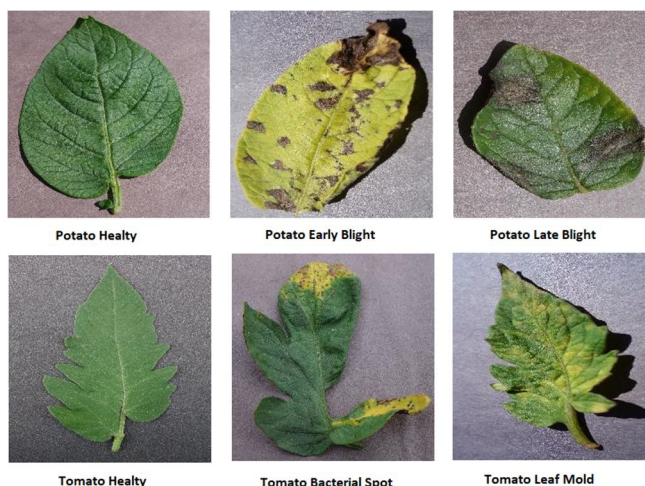 Potato Healty
Potato Early Blight
Potato Late Blight
Tomato Healty
Tomato Bacterial Spot
Tomato Leaf Mold